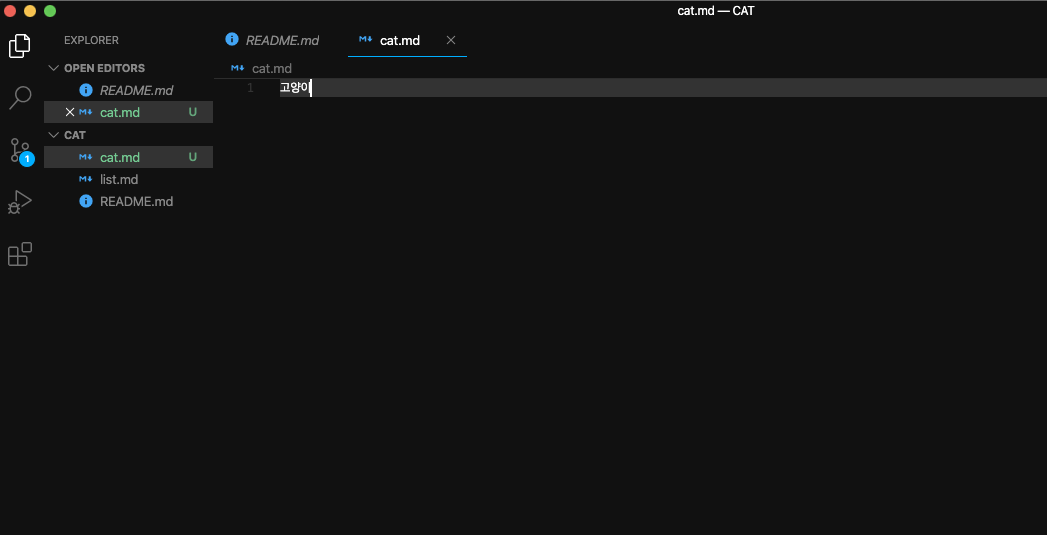 cat.md — CAT
EXPLORER
OPEN EDITORS
README.md
cat.md U
CAT
cat.md U
list.md
README.md
1
README.md cat.md
cat.md
1 고양이